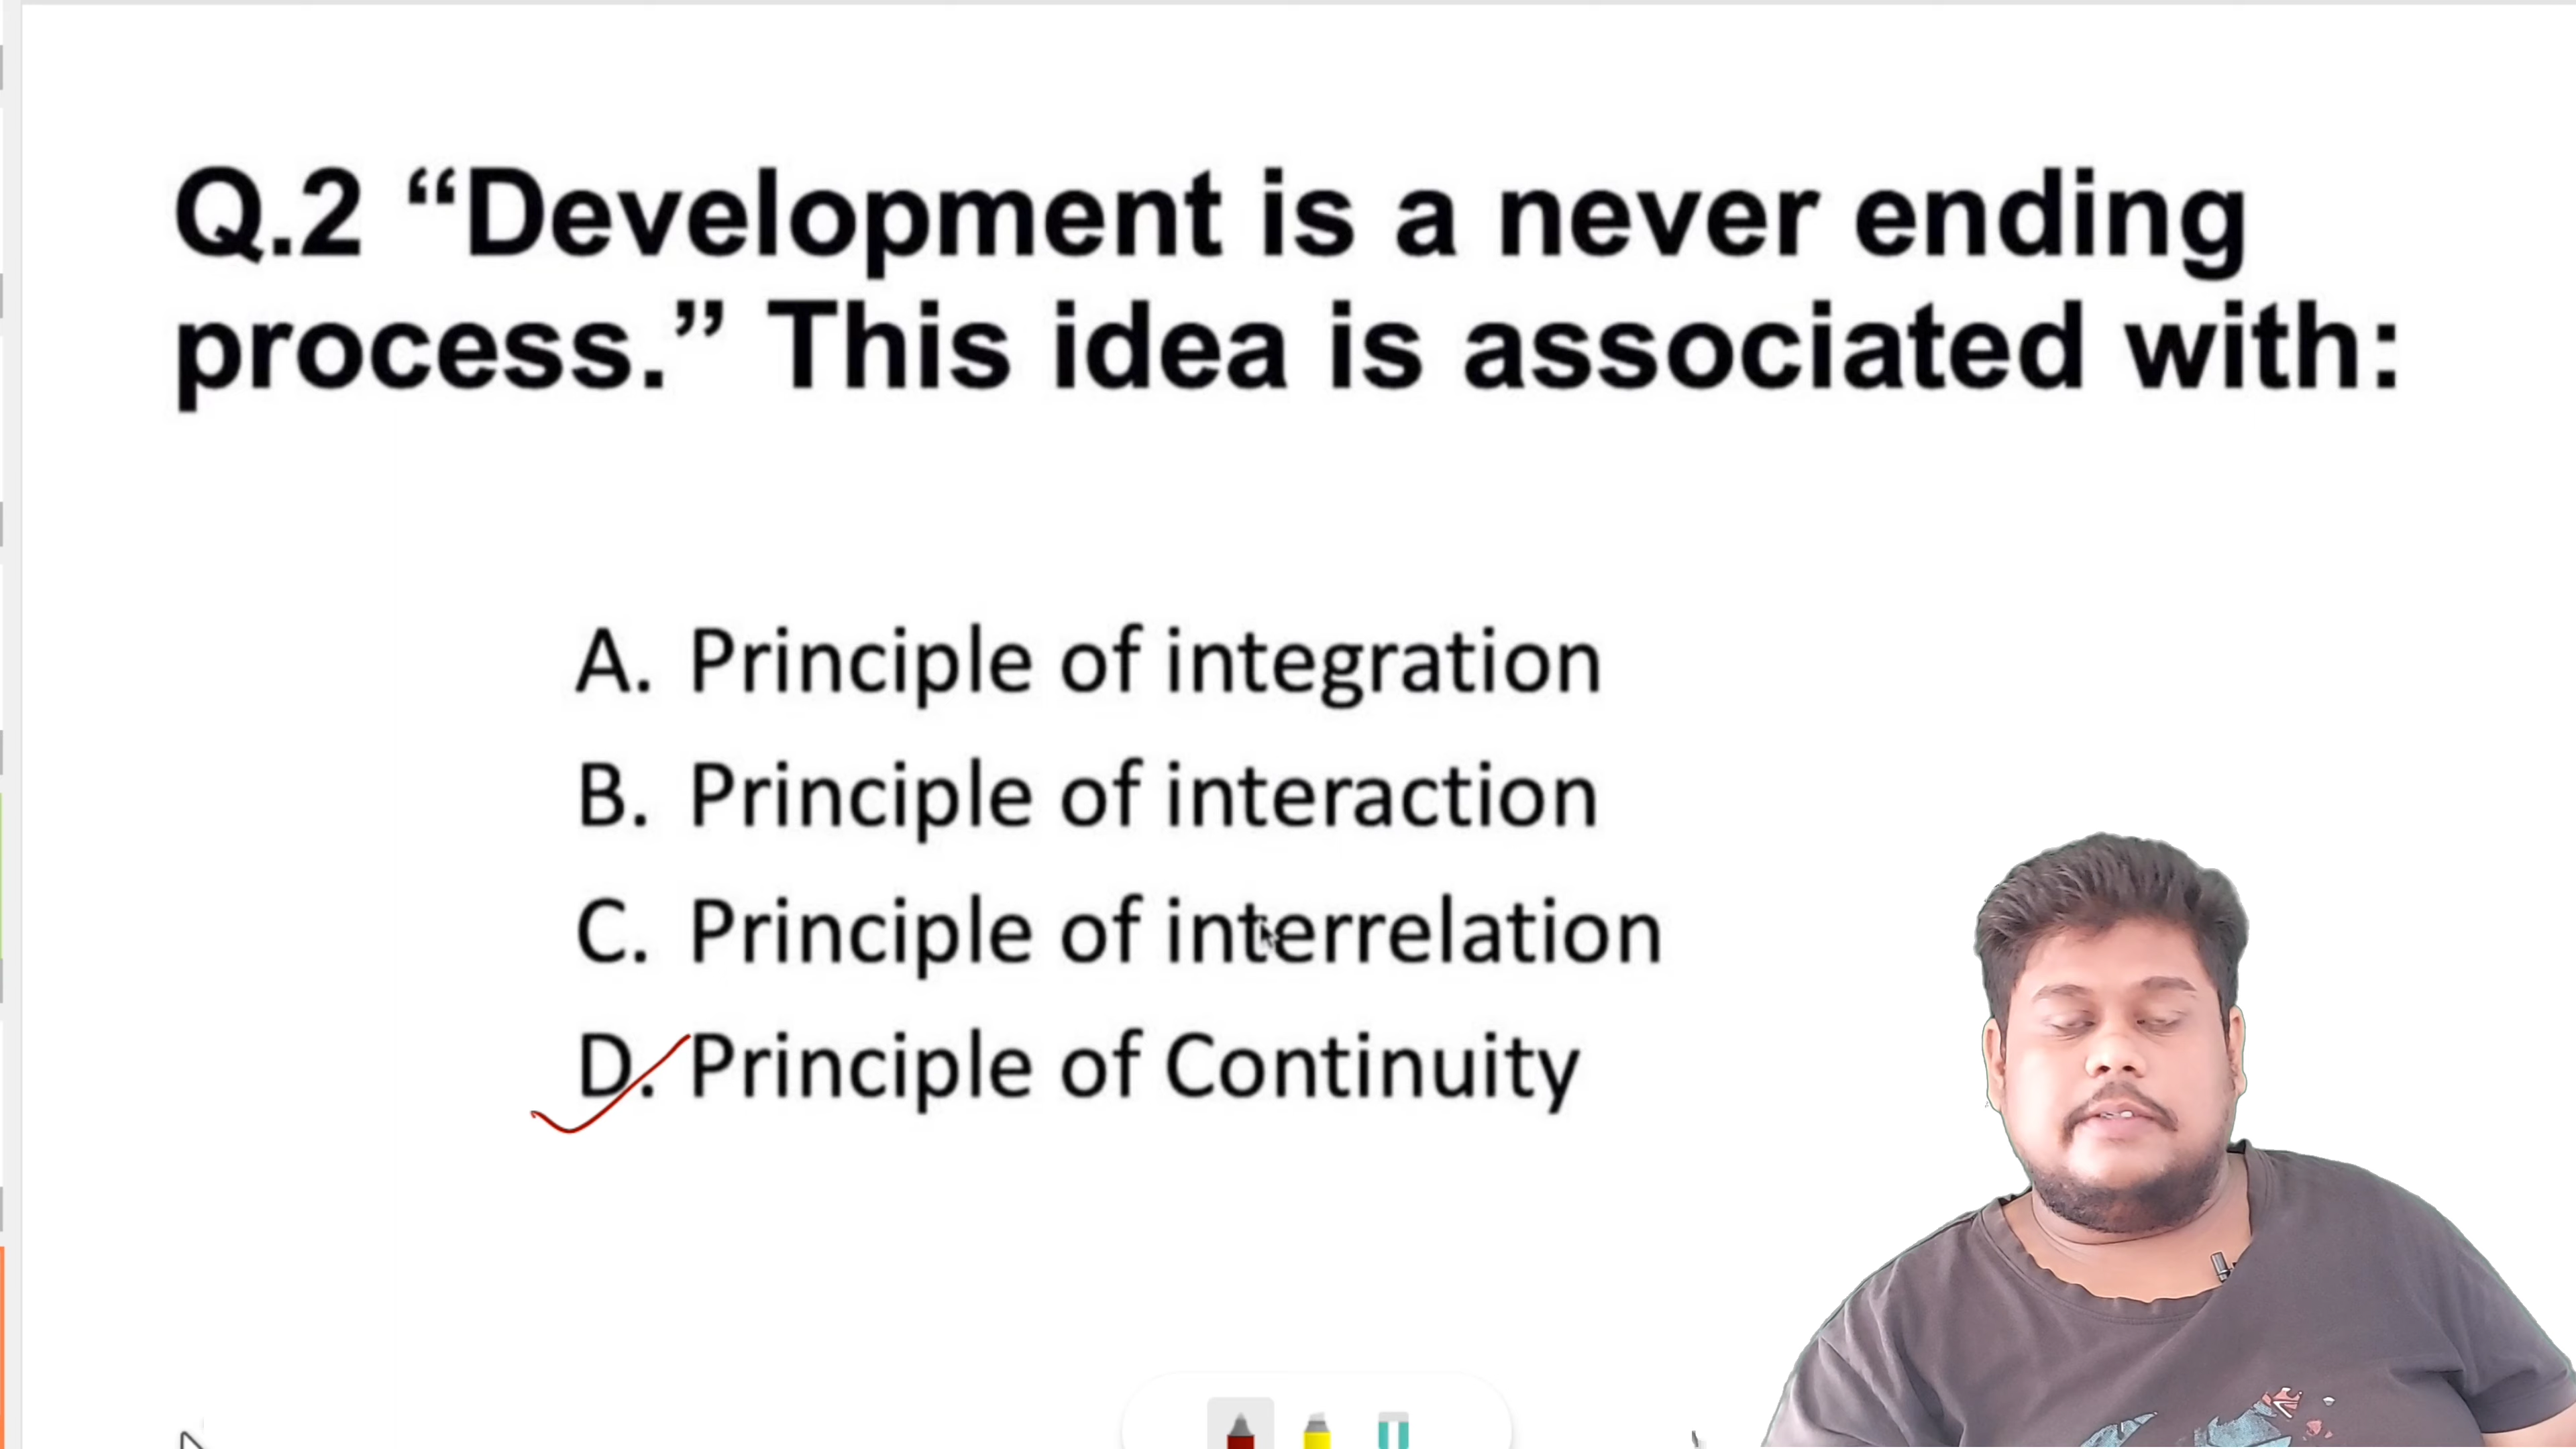 Q.2 “Development is a never ending
process.” This idea is associated with:
A. Principle of integration
B. Principle of interaction
C. Principle of interrelation
D. Principle of Continuity